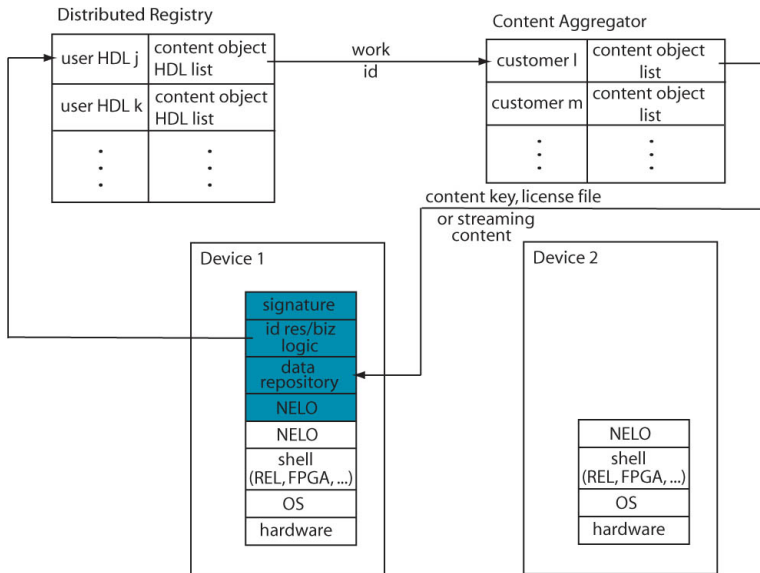 Distributed Registry
user HDL j
content object
HDL list
user HDL k
content object
HDL list
work
id
Content Aggregator
customer l
content object
list
customer m
content object
list
content key, license file
or streaming
content
Device 1
signature
id res/biz
logic
data
repository
NELO
NELO
shell
(REL, FPGA, ...)
OS
hardware
Device 2
NELO
shell
(REL, FPGA, ...)
OS
hardware